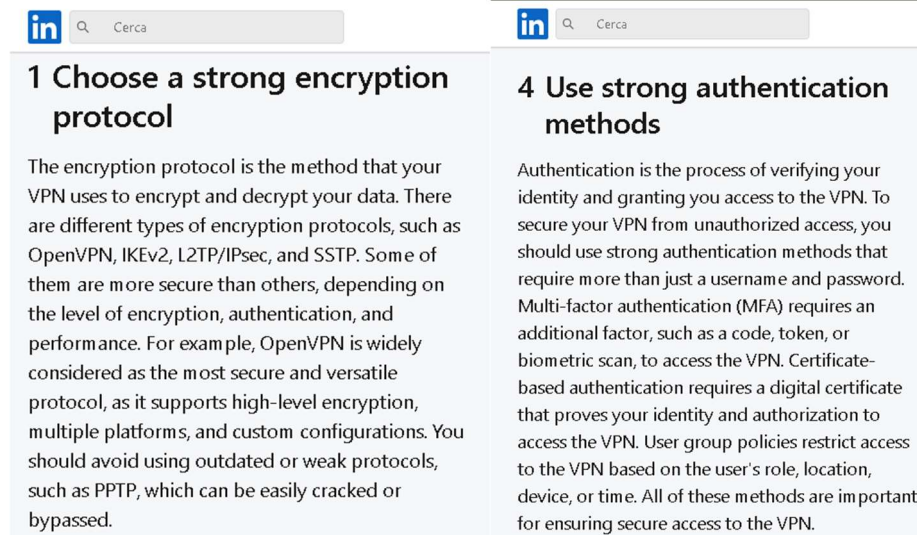 in Cerca
1 Choose a strong encryption
protocol
The encryption protocol is the method that your
VPN uses to encrypt and decrypt your data. There
are different types of encryption protocols, such as
OpenVPN, IKEv2, L2TP/IPsec, and SSTP. Some of
them are more secure than others, depending on
the level of encryption, authentication, and
performance. For example, OpenVPN is widely
considered as the most secure and versatile
protocol, as it supports high-level encryption,
multiple platforms, and custom configurations. You
should avoid using outdated or weak protocols,
such as PPTP, which can be easily cracked or
bypassed.
in Cerca
4 Use strong authentication
methods
Authentication is the process of verifying your
identity and granting you access to the VPN. To
secure your VPN from unauthorized access, you
should use strong authentication methods that
require more than just a username and password.
Multi-factor authentication (MFA) requires an
additional factor, such as a code, token, or
biometric scan, to access the VPN. Certificate-
based authentication requires a digital certificate
that proves your identity and authorization to
access the VPN. User group policies restrict access
to the VPN based on the user's role, location,
device, or time. All of these methods are important
for ensuring secure access to the VPN.